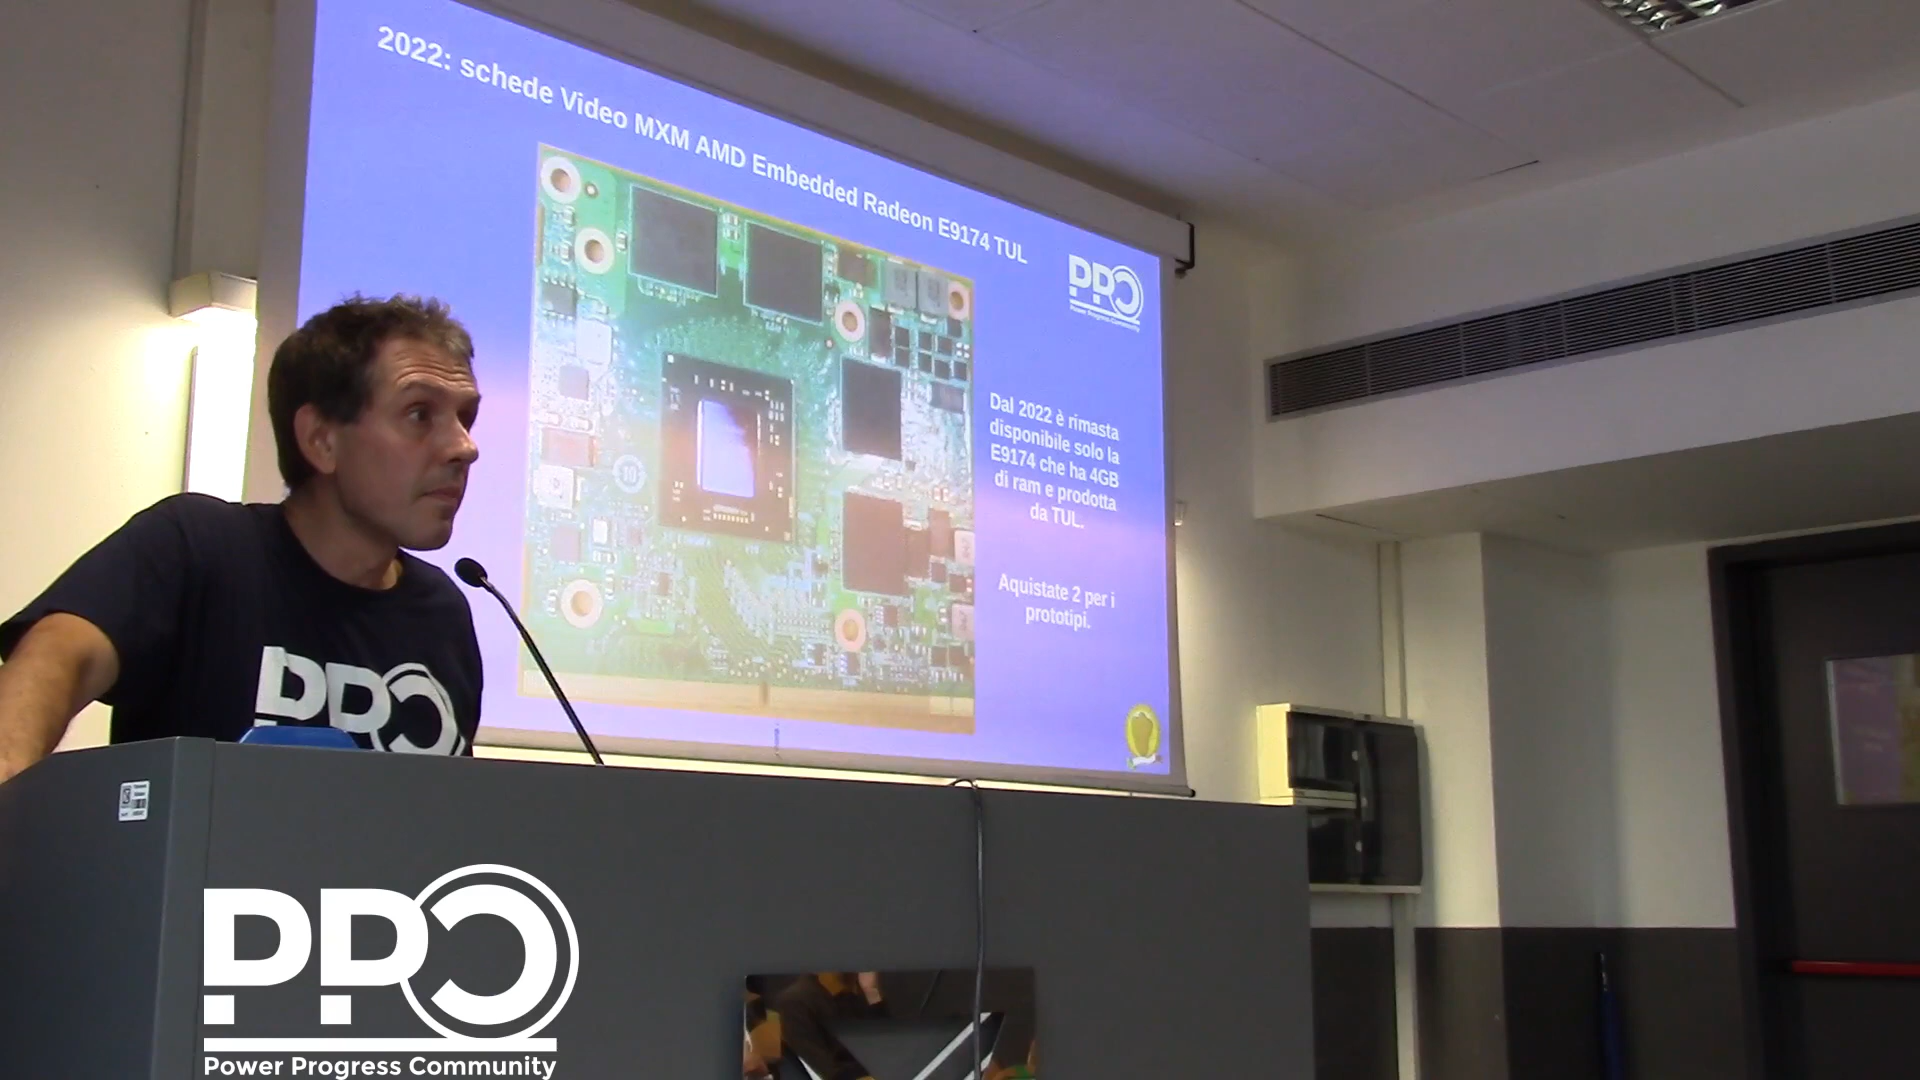 2022: schede Video MXM AMD Embedded Radeon E9174 TUL
PPC
Power Progress Community
Dal 2022 è rimasta
disponibile solo la
E9174 che ha 4GB
di ram e prodotta
da TUL.
Aquistate 2 per i
prototipi.
PPC
PPC
Power Progress Community